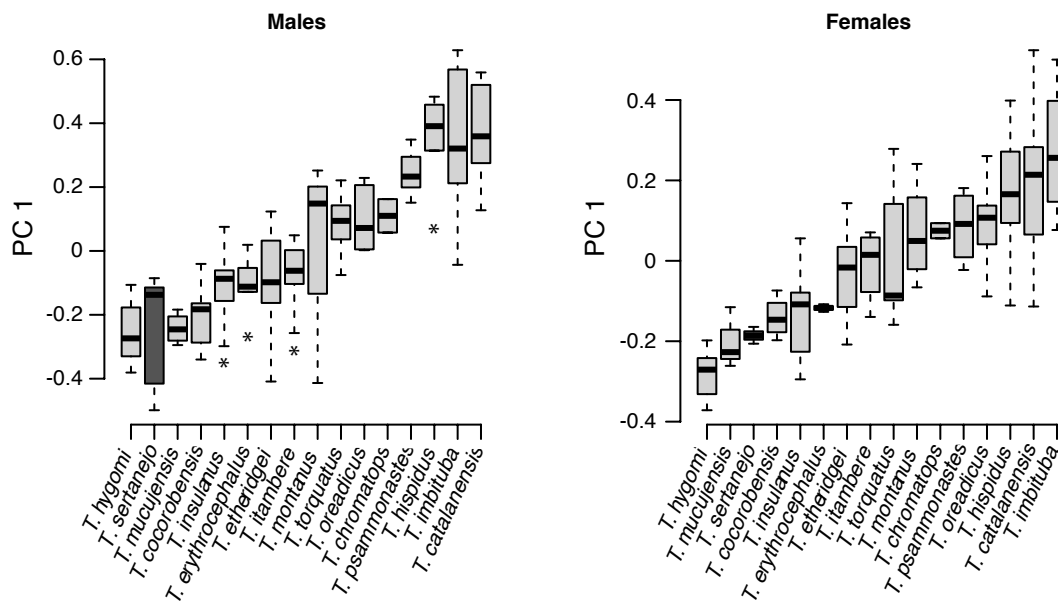 Males
PC 1
0.6
0.4
0.2
0
-0.2
-0.4
*
*
*
*
T. hygomi
T. sertanejo
T. mucujensis
T. cocorobensis
T. insulanus
T. erythrocephalus
T. etheridgei
T. itambere
T. montanus
T. torquatus
T. oreadicus
T. chromatops
T. psammonastes
T. hispidus
T. imbituba
T. catalanensis
Females
PC 1
0.4
0.2
0
-0.2
-0.4
T. hygomi
T. mucujensis
T. sertanejo
T. cocorobensis
T. insulanus
T. erythrocephalus
T. etheridgei
T. itambere
T. torquatus
T. montanus
T. chromatops
T. psammonastes
T. oreadicus
T. hispidus
T. catalanensis
T. imbituba